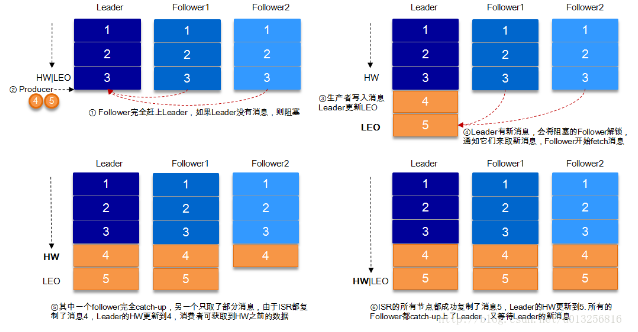 Leader Follower1 Follower2
1 1 1
2 2 2
3 3 3
HW|LEO
② Producer
4 5
① Follower完全赶上Leader，如果Leader没有消息，则阻塞
Leader Follower1 Follower2
1 1 1
2 2 2
3 3 3
HW
4
5
③生产者写入消息
Leader更新LEO
LEO
④Leader有新消息，会将阻塞的Follower解锁，
通知它们来取新消息，Follower开始fetch消息
Leader Follower1 Follower2
1 1 1
2 2 2
3 3 3
HW 4 4 4
LEO 5 5
⑤其中一个follower完全catch-up，另一个只取了部分消息，由于ISR都复
制了消息4，Leader的HW更新到4，消费者可获取到HW之前的数据
Leader Follower1 Follower2
1 1 1
2 2 2
3 3 3
4 4 4
HW|LEO 5 5 5
⑥ISR的所有节点都成功复制了消息5，Leader的HW更新到5. 所有的
Follower都catch-up上了Leader，又等待Leader的新消息